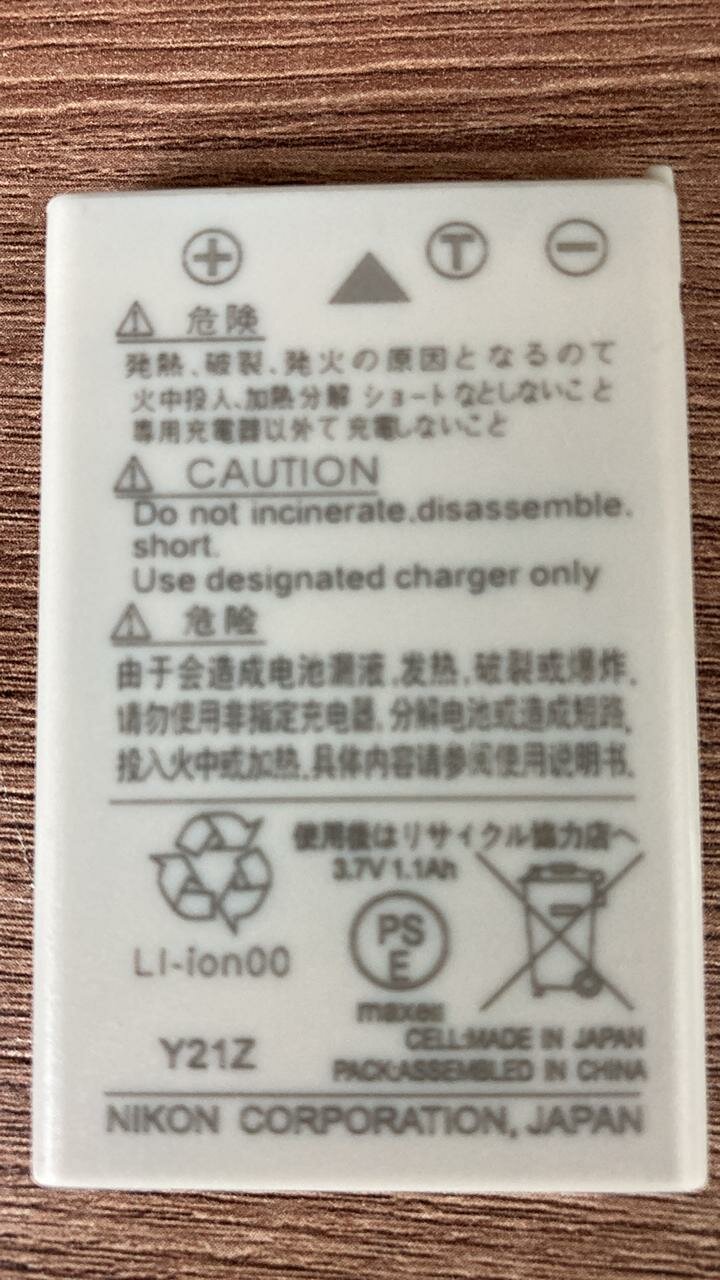 + T −
危険
発熱、破裂、発火の原因となるのて
火中投入、加熱分解 ショートなとしないこと
専用充電器以外て充電しないこと
CAUTION
Do not incinerate.disassemble.
short.
Use designated charger only
危险
由于会造成电池漏液.发热.破裂或爆炸.
请勿使用非指定充电器.分解电池或造成短路.
投入火中或加热.具体内容请参阅使用说明书.
使用後はリサイクル協力店へ
3.7V 1.1Ah
PS
E
LI-ion00
CELL:MADE IN JAPAN
Y21Z
PACK:ASSEMBLED IN CHINA
NIKON CORPORATION, JAPAN